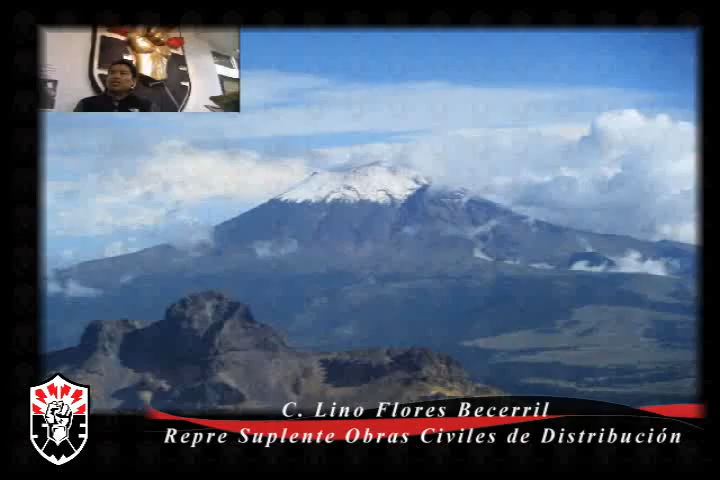 C. Lino Flores Becerril
Repre Suplente Obras Civiles de Distribución